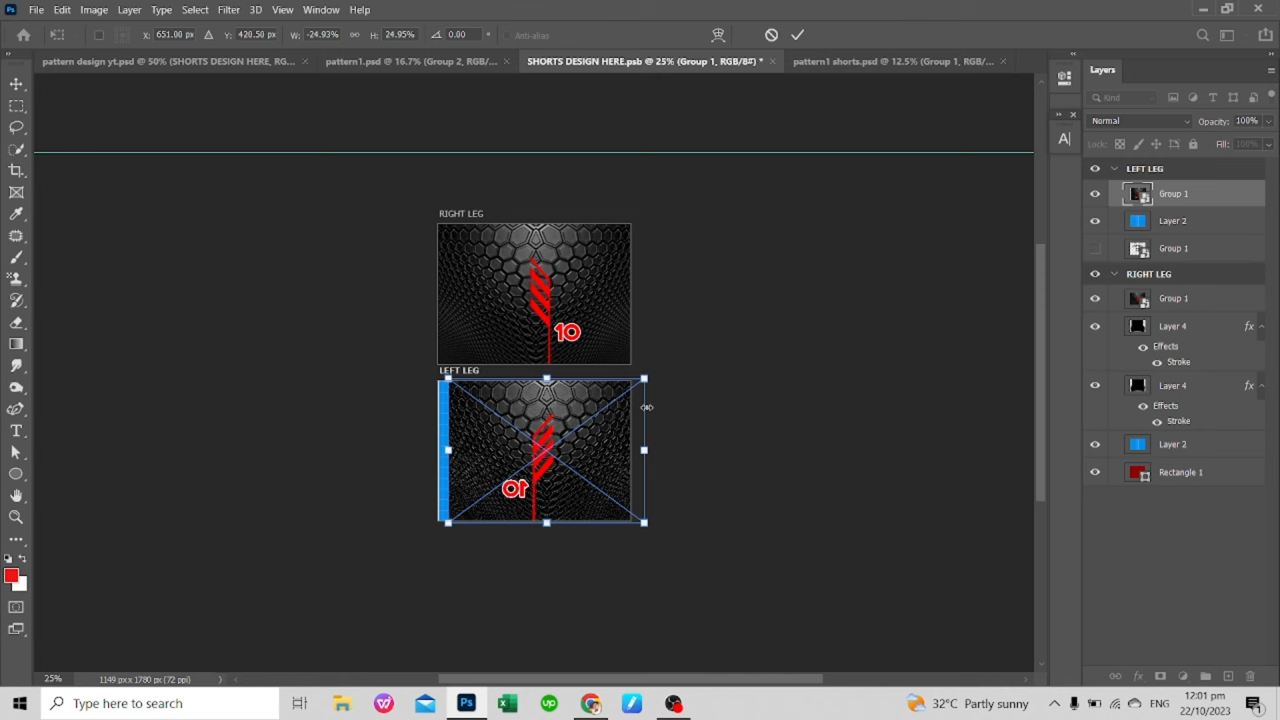 Ps File Edit Image Layer Type Select Filter 3D View Window Help
X: 651.00 px Y: 420.50 px W: -24.93% H: 24.95% 0.00 ° Anti-alias
pattern design yt.psd @ 50% (SHORTS DESIGN HERE, RG... × pattern1.psd @ 16.7% (Group 2, RGB/... × SHORTS DESIGN HERE.psb @ 25% (Group 1, RGB/8#) * × pattern1 shorts.psd @ 12.5% (Group 1, RGB/... ×
Layers
Kind
Normal Opacity: 100%
Lock: Fill: 100%
LEFT LEG
Group 1
Layer 2
Group 1
RIGHT LEG
Group 1
Layer 4 fx
Effects
Stroke
Layer 4 fx
Effects
Stroke
Layer 2
Rectangle 1
RIGHT LEG
10
LEFT LEG
10
25% 1149 px x 1780 px (72 ppi)
Type here to search
32°C Partly sunny
ENG
12:01 pm
22/10/2023